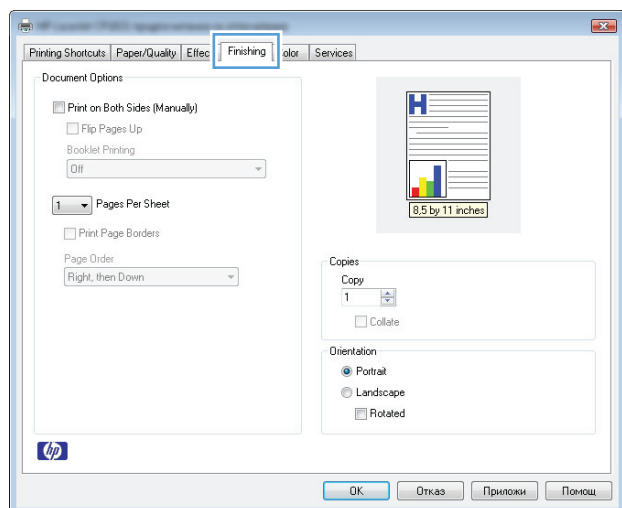 Printing Shortcuts Paper/Quality Effec Finishing olor Services
Document Options
Print on Both Sides (Manually)
Flip Pages Up
Booklet Printing
Off
1 Pages Per Sheet
Print Page Borders
Page Order
Right, then Down
H
8,5 by 11 inches
Copies
Copy
1
Collate
Orientation
Portrait
Landscape
Rotated
hp
OK Отказ Приложи Помощ